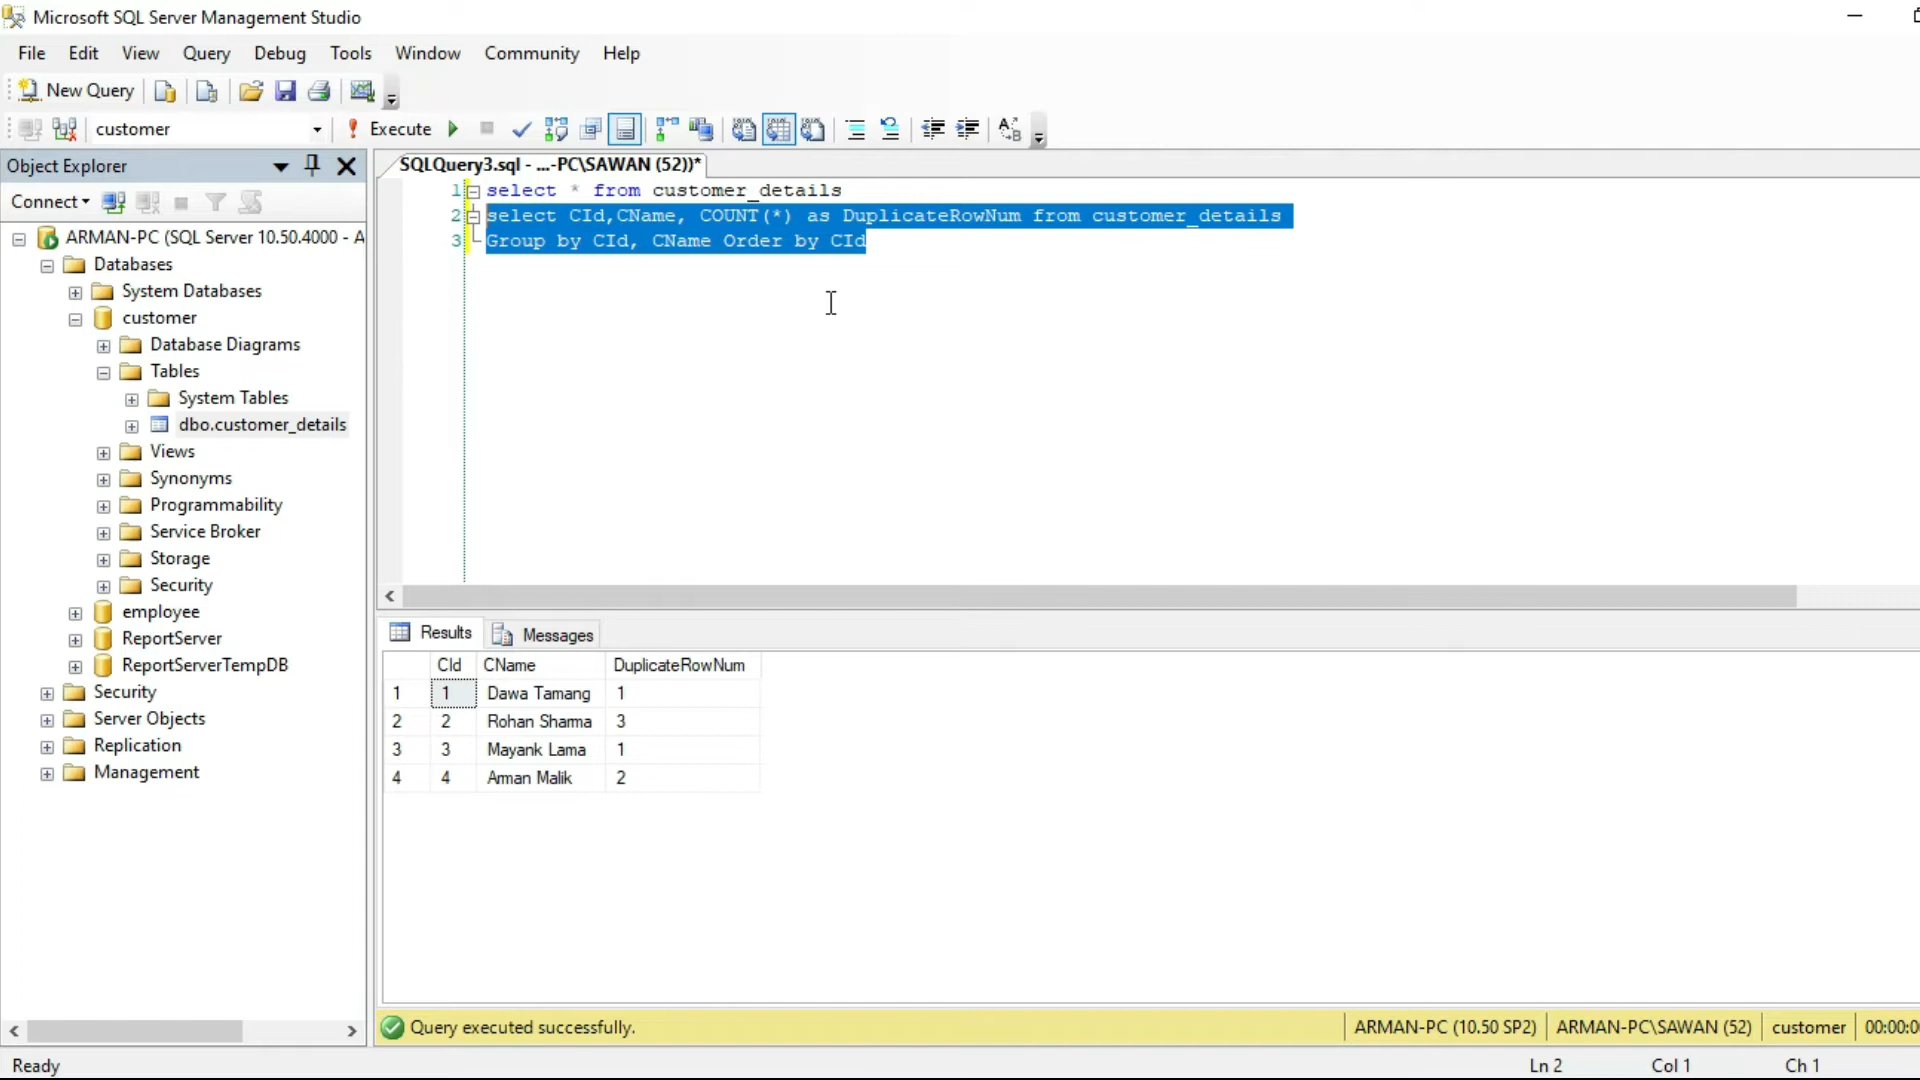 Microsoft SQL Server Management Studio
File Edit View Query Debug Tools Window Community Help
New Query
customer Execute
Object Explorer
SQLQuery3.sql - ...-PC\SAWAN (52))*
Connect
1 select * from customer_details
2 select CId,CName, COUNT(*) as DuplicateRowNum from customer_details
3 Group by CId, CName Order by CId
ARMAN-PC (SQL Server 10.50.4000 - A
Databases
System Databases
customer
Database Diagrams
Tables
System Tables
dbo.customer_details
Views
Synonyms
Programmability
Service Broker
Storage
Security
employee
ReportServer
ReportServerTempDB
Security
Server Objects
Replication
Management
Results Messages
CId CName DuplicateRowNum
1 1 Dawa Tamang 1
2 2 Rohan Sharma 3
3 3 Mayank Lama 1
4 4 Arman Malik 2
Query executed successfully. ARMAN-PC (10.50 SP2) ARMAN-PC\SAWAN (52) customer 00:00:0
Ready Ln 2 Col 1 Ch 1